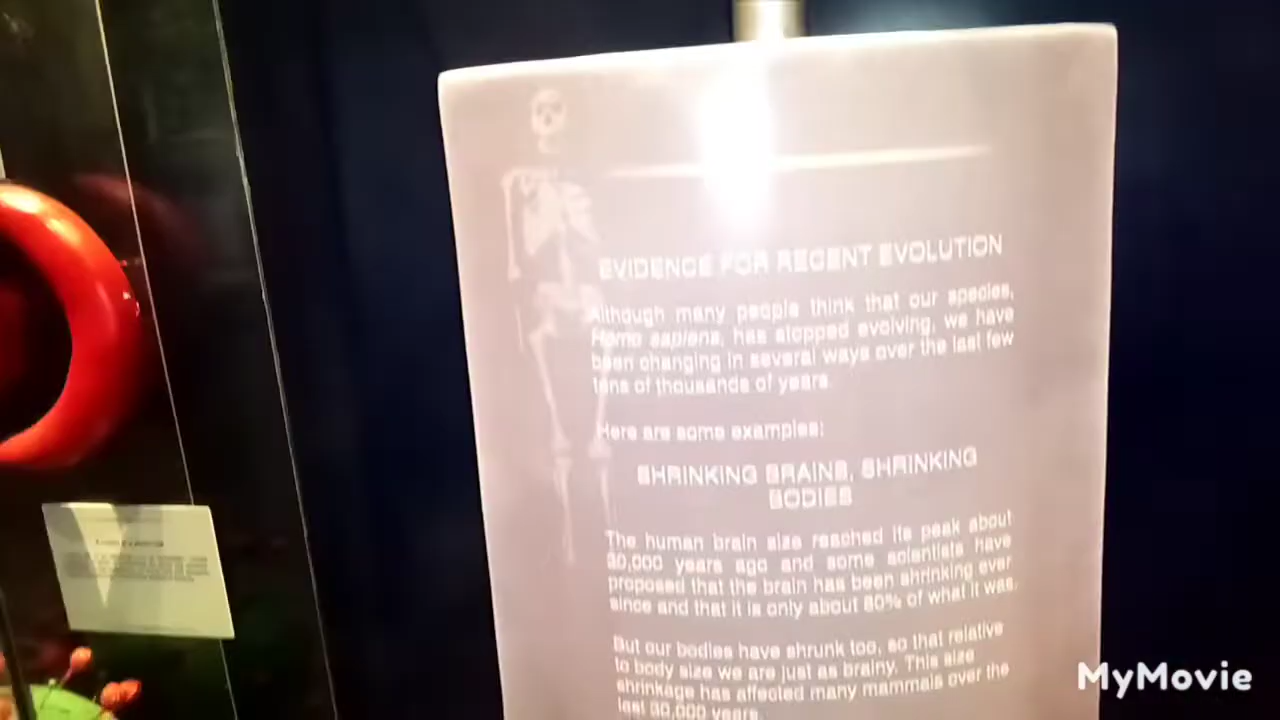 EVIDENCE FOR RECENT EVOLUTION
Although many people think that our species,
Homo sapiens, has stopped evolving, we have
been changing in several ways over the last few
tens of thousands of years.
Here are some examples:
SHRINKING BRAINS, SHRINKING
BODIES
The human brain size reached its peak about
30,000 years ago and some scientists have
proposed that the brain has been shrinking ever
since and that it is only about 80% of what it was.
But our bodies have shrunk too, so that relative
to body size we are just as brainy. This size
shrinkage has affected many mammals over the
last 30,000 years.
MyMovie